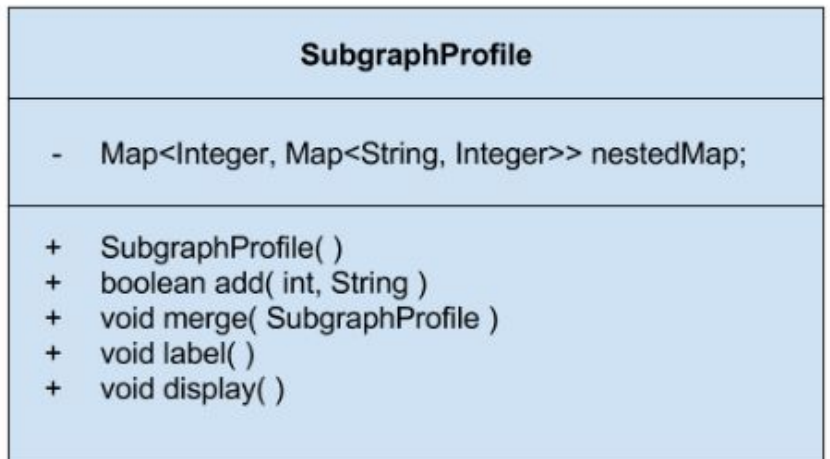 SubgraphProfile
- Map<Integer, Map<String, Integer>> nestedMap;
+ SubgraphProfile( )
+ boolean add( int, String )
+ void merge( SubgraphProfile )
+ void label( )
+ void display( )